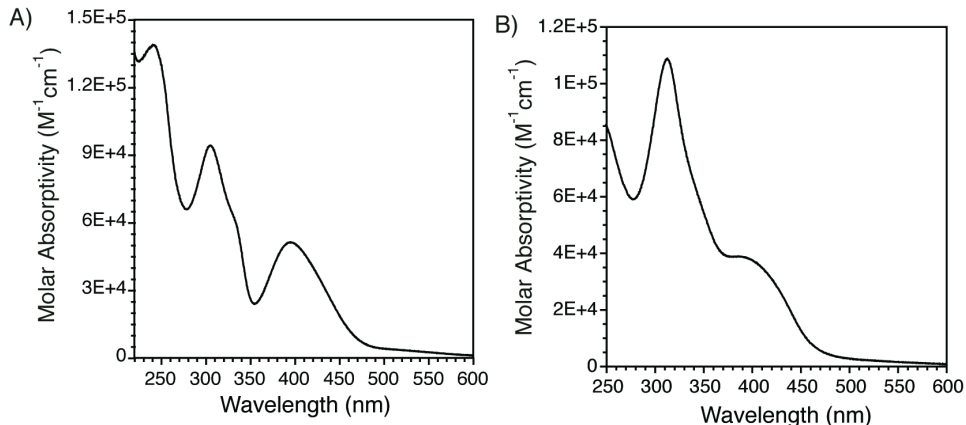 A)
Molar Absorptivity (M⁻¹cm⁻¹)
1.5E+5
1.2E+5
9E+4
6E+4
3E+4
0
250 300 350 400 450 500 550 600
Wavelength (nm)
B)
Molar Absorptivity (M⁻¹cm⁻¹)
1.2E+5
1E+5
8E+4
6E+4
4E+4
2E+4
0
250 300 350 400 450 500 550 600
Wavelength (nm)